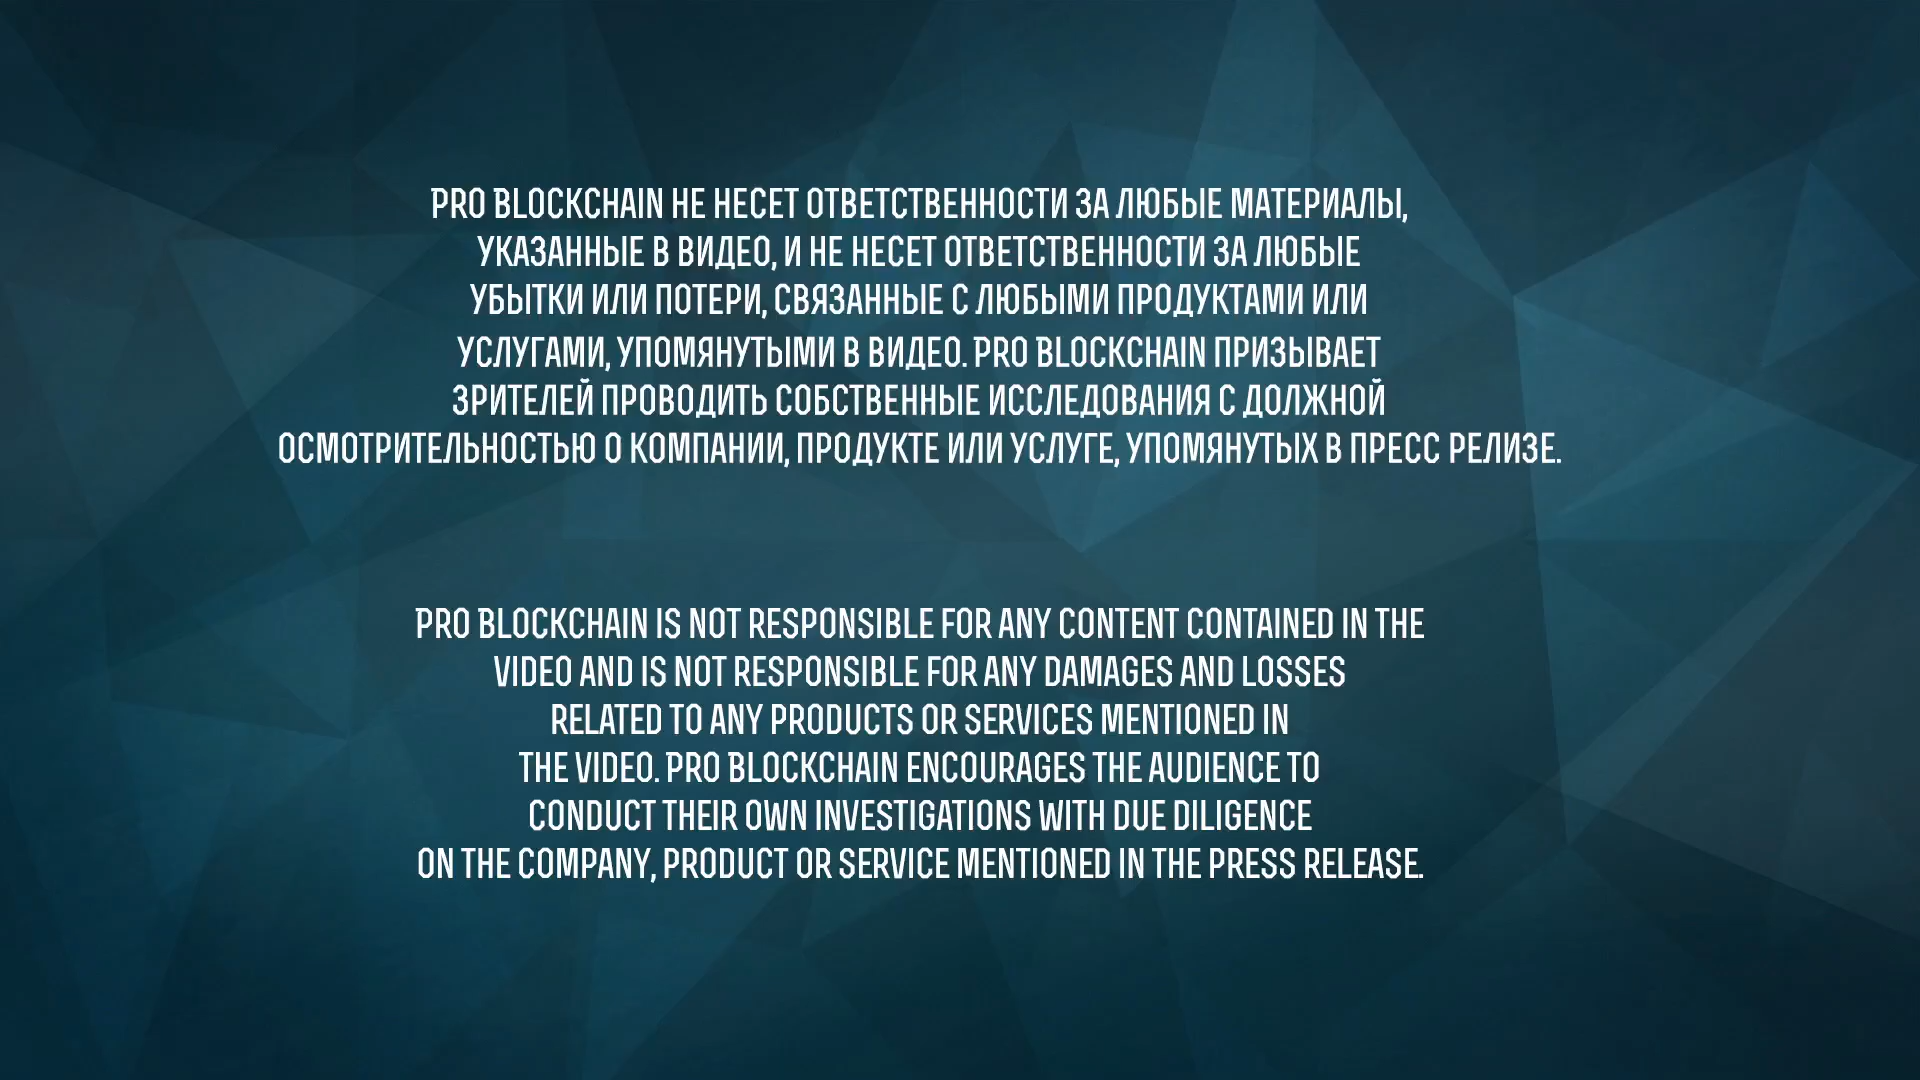 PRO BLOCKCHAIN НЕ НЕСЕТ ОТВЕТСТВЕННОСТИ ЗА ЛЮБЫЕ МАТЕРИАЛЫ,
УКАЗАННЫЕ В ВИДЕО, И НЕ НЕСЕТ ОТВЕТСТВЕННОСТИ ЗА ЛЮБЫЕ
УБЫТКИ ИЛИ ПОТЕРИ, СВЯЗАННЫЕ С ЛЮБЫМИ ПРОДУКТАМИ ИЛИ
УСЛУГАМИ, УПОМЯНУТЫМИ В ВИДЕО. PRO BLOCKCHAIN ПРИЗЫВАЕТ
ЗРИТЕЛЕЙ ПРОВОДИТЬ СОБСТВЕННЫЕ ИССЛЕДОВАНИЯ С ДОЛЖНОЙ
ОСМОТРИТЕЛЬНОСТЬЮ О КОМПАНИИ, ПРОДУКТЕ ИЛИ УСЛУГЕ, УПОМЯНУТЫХ В ПРЕСС РЕЛИЗЕ.
PRO BLOCKCHAIN IS NOT RESPONSIBLE FOR ANY CONTENT CONTAINED IN THE
VIDEO AND IS NOT RESPONSIBLE FOR ANY DAMAGES AND LOSSES
RELATED TO ANY PRODUCTS OR SERVICES MENTIONED IN
THE VIDEO. PRO BLOCKCHAIN ENCOURAGES THE AUDIENCE TO
CONDUCT THEIR OWN INVESTIGATIONS WITH DUE DILIGENCE
ON THE COMPANY, PRODUCT OR SERVICE MENTIONED IN THE PRESS RELEASE.